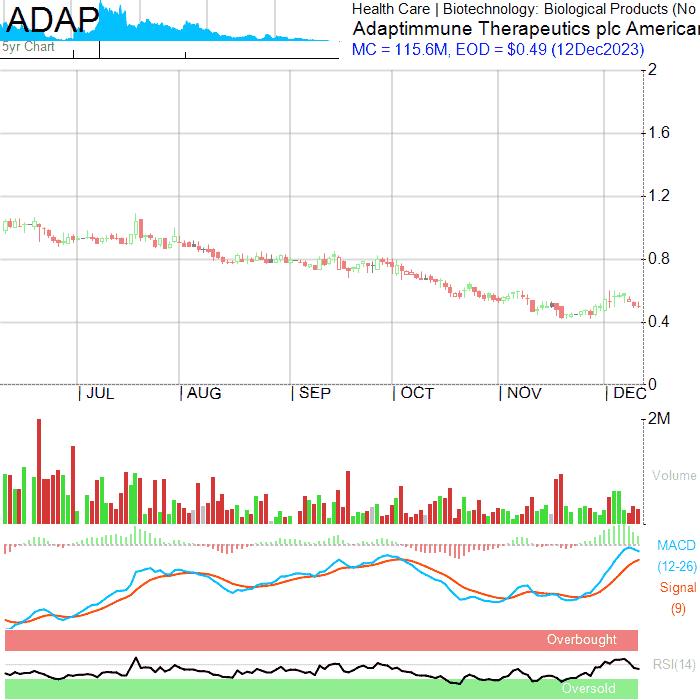 ADAP
5yr Chart
Health Care | Biotechnology: Biological Products (No
Adaptimmune Therapeutics plc American
MC = 115.6M, EOD = $0.49 (12Dec2023)
2
1.6
1.2
0.8
0.4
0
JUL AUG SEP OCT NOV DEC
2M
Volume
MACD
(12-26)
Signal
(9)
Overbought
RSI(14)
Oversold